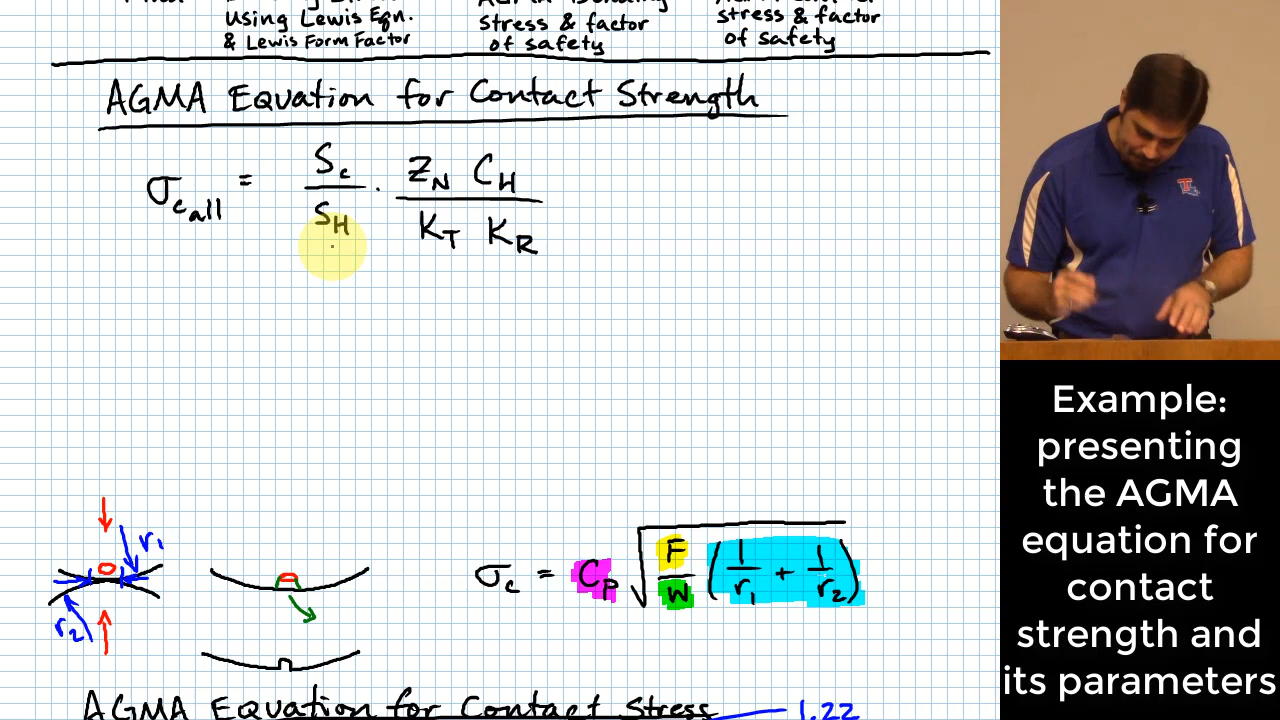 using Lewis Eqn.
& Lewis Form Factor
stress & factor
of safety
stress & factor
of safety
AGMA Equation for Contact Strength
σc all = Sc / SH · ZN CH / KT KR
r1
r2
σc = Cp √( F / W ( 1 / r1 + 1 / r2 ) )
AGMA Equation for Contact Stress
1.22
Example:
presenting
the AGMA
equation for
contact
strength and
its parameters